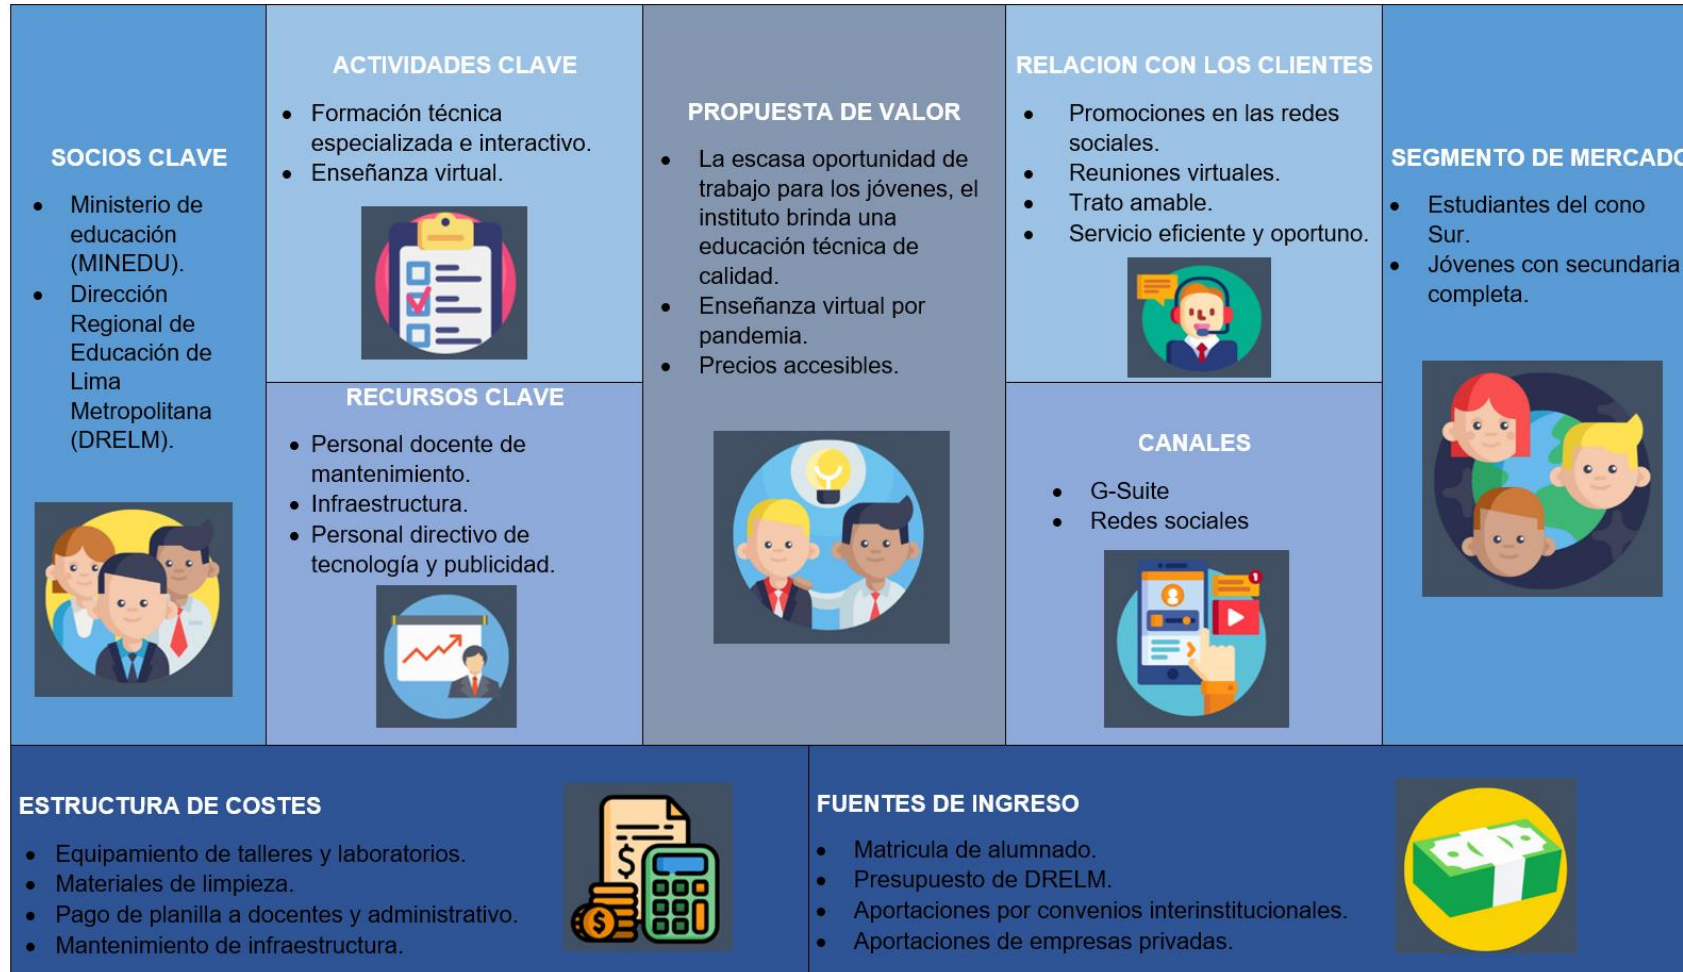 SOCIOS CLAVE
• Ministerio de
educación
(MINEDU).
• Dirección
Regional de
Educación de
Lima
Metropolitana
(DRELM).
ACTIVIDADES CLAVE
• Formación técnica
especializada e interactivo.
• Enseñanza virtual.
RECURSOS CLAVE
• Personal docente de
mantenimiento.
• Infraestructura.
• Personal directivo de
tecnología y publicidad.
PROPUESTA DE VALOR
• La escasa oportunidad de
trabajo para los jóvenes, el
instituto brinda una
educación técnica de
calidad.
• Enseñanza virtual por
pandemia.
• Precios accesibles.
RELACION CON LOS CLIENTES
• Promociones en las redes
sociales.
• Reuniones virtuales.
• Trato amable.
• Servicio eficiente y oportuno.
CANALES
• G-Suite
• Redes sociales
1
SEGMENTO DE MERCADO
• Estudiantes del cono
Sur.
• Jóvenes con secundaria
completa.
ESTRUCTURA DE COSTES
• Equipamiento de talleres y laboratorios.
• Materiales de limpieza.
• Pago de planilla a docentes y administrativo.
• Mantenimiento de infraestructura.
$
$
FUENTES DE INGRESO
• Matricula de alumnado.
• Presupuesto de DRELM.
• Aportaciones por convenios interinstitucionales.
• Aportaciones de empresas privadas.